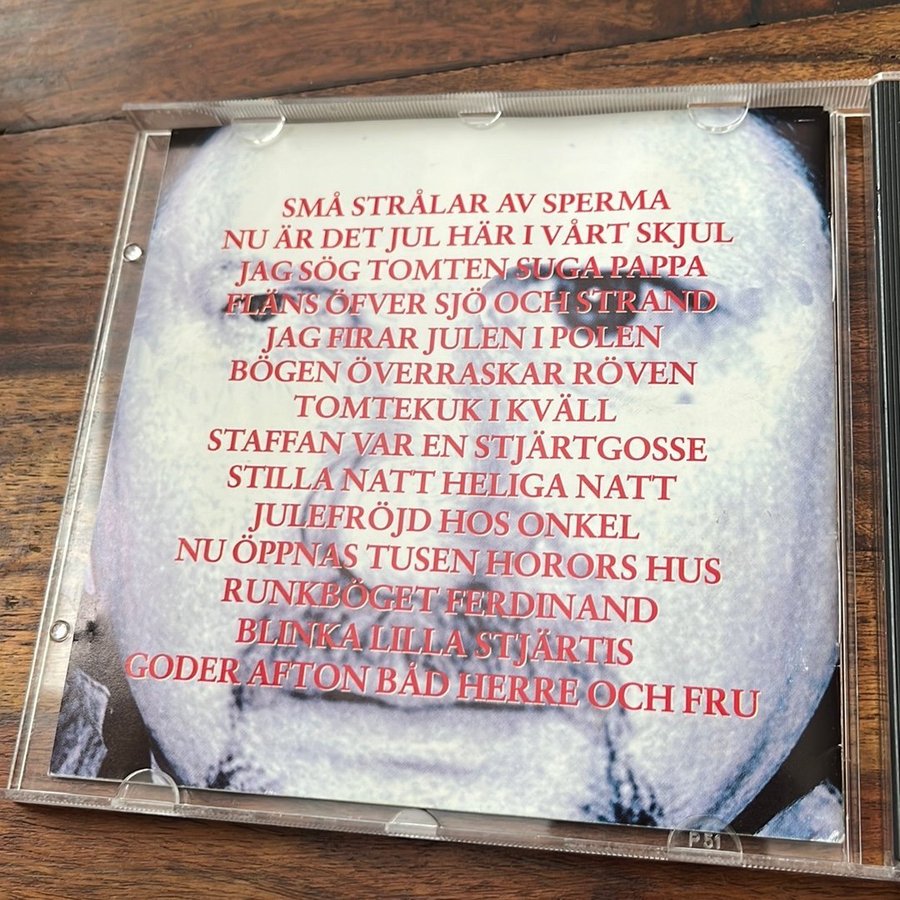 SMÅ STRÅLAR AV SPERMA
NU ÄR DET JUL HÄR I VÅRT SKJUL
JAG SÖG TOMTEN SUGA PAPPA
FLÄNS ÖFVER SJÖ OCH STRAND
JAG FIRAR JULEN I POLEN
BÖGEN ÖVERRASKAR RÖVEN
TOMTEKUK I KVÄLL
STAFFAN VAR EN STJÄRTGOSSE
STILLA NATT HELIGA NATT
JULEFRÖJD HOS ONKEL
NU ÖPPNAS TUSEN HORORS HUS
RUNKBÖGET FERDINAND
BLINKA LILLA STJÄRTIS
GODER AFTON BÅD HERRE OCH FRU
P 51